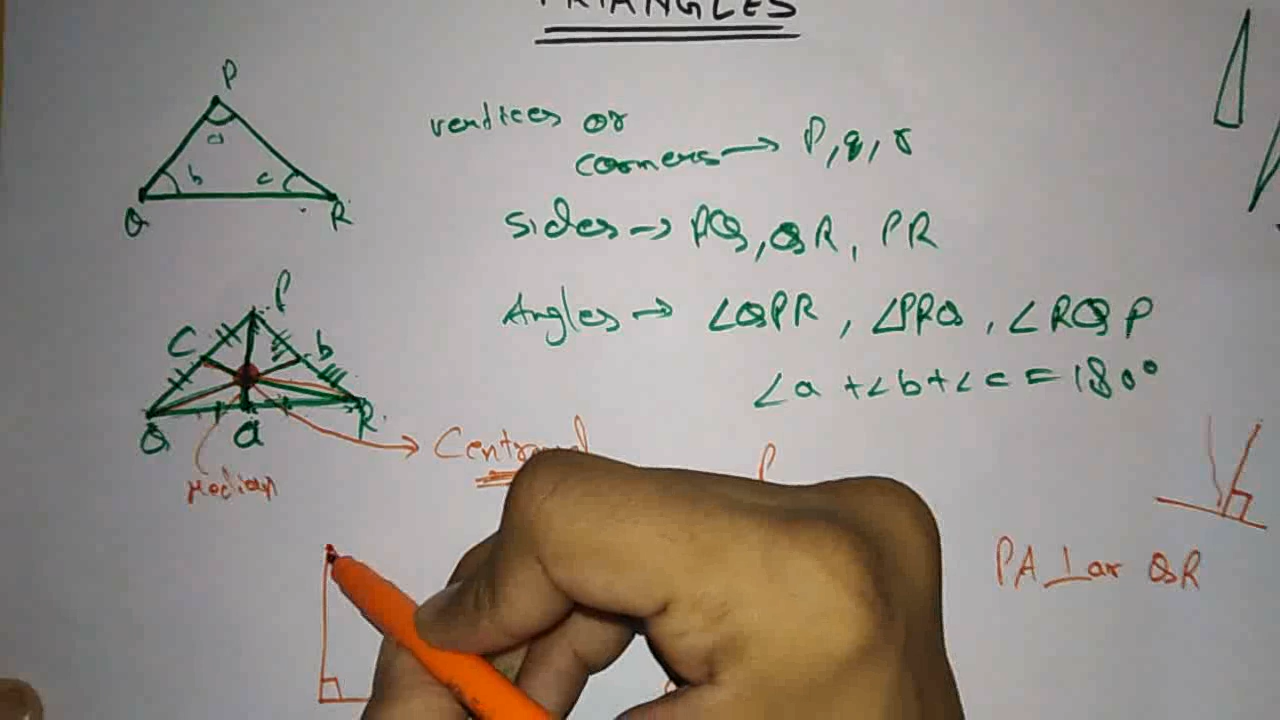 TRIANGLES
P
a
b
c
Q
R
vertices or
corners → P, q, r
sides → PQ, QR, PR
Angles → ∠QPR, ∠PRQ, ∠RQP
∠a + ∠b + ∠c = 180°
P
C
b
Q
a
R
Median
P
PA ⊥ar QR